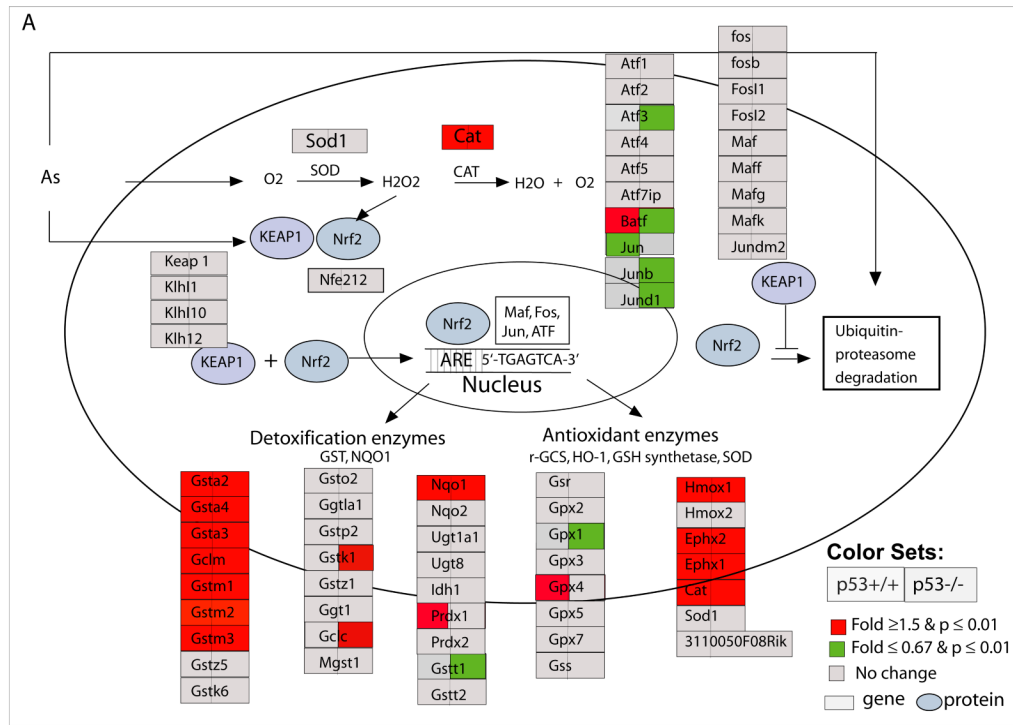 A
As
O2
SOD
H2O2
CAT
H2O + O2
Sod1
Cat
KEAP1
Nrf2
Nfe212
Keap 1
Klhl1
Klhl10
Klh12
KEAP1
+
Nrf2
Nrf2
Maf, Fos,
Jun, ATF
ARE 5'-TGAGTCA-3'
Nucleus
Atf1
Atf2
Atf3
Atf4
Atf5
Atf7ip
Batf
Jun
Junb
Jund1
fos
fosb
Fosl1
Fosl2
Maf
Maff
Mafg
Mafk
Jundm2
KEAP1
Nrf2
Ubiquitin-
proteasome
degradation
Detoxification enzymes
GST, NQO1
Antioxidant enzymes
r-GCS, HO-1, GSH synthetase, SOD
Gsta2
Gsta4
Gsta3
Gclm
Gstm1
Gstm2
Gstm3
Gstz5
Gstk6
Gsto2
Ggtla1
Gstp2
Gstk1
Gstz1
Ggt1
Gclc
Mgst1
Nqo1
Nqo2
Ugt1a1
Ugt8
Idh1
Prdx1
Prdx2
Gstt1
Gstt2
Gsr
Gpx2
Gpx1
Gpx3
Gpx4
Gpx5
Gpx7
Gss
Hmox1
Hmox2
Ephx2
Ephx1
Cat
Sod1
3110050F08Rik
Color Sets:
p53+/+ p53-/-
Fold ≥1.5 & p ≤ 0.01
Fold ≤ 0.67 & p ≤ 0.01
No change
gene protein